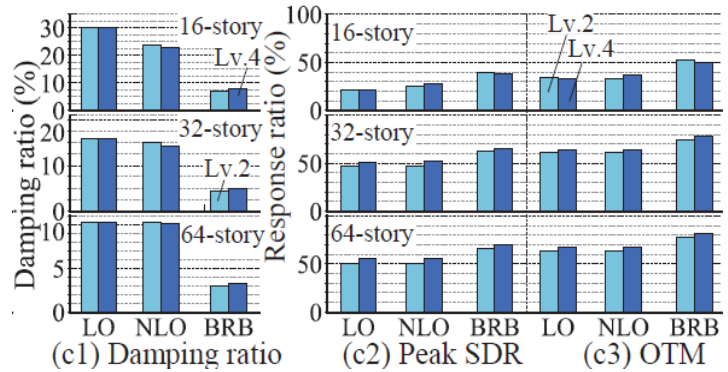 Damping ratio (%)
30
20
10
0
16-story
Lv.4
20
10
0
32-story
Lv.2
10
5
0
64-story
LO NLO BRB
(c1) Damping ratio
Response ratio (%)
100
50
0
16-story
Lv.2
Lv.4
50
0
32-story
50
0
64-story
LO NLO BRB LO NLO BRB
(c2) Peak SDR (c3) OTM